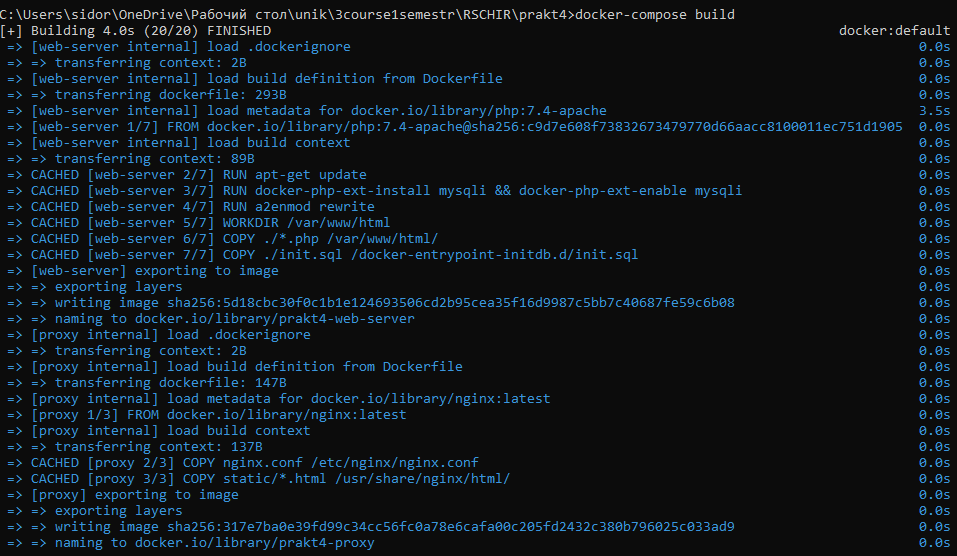 C:\Users\sidor\OneDrive\Рабочий стол\unik\3course1semestr\RSCHIR\prakt4>docker-compose build
[+] Building 4.0s (20/20) FINISHED docker:default
=> [web-server internal] load .dockerignore 0.0s
=> => transferring context: 2B 0.0s
=> [web-server internal] load build definition from Dockerfile 0.0s
=> => transferring dockerfile: 293B 0.0s
=> [web-server internal] load metadata for docker.io/library/php:7.4-apache 3.5s
=> [web-server 1/7] FROM docker.io/library/php:7.4-apache@sha256:c9d7e608f73832673479770d66aacc8100011ec751d1905 0.0s
=> [web-server internal] load build context 0.0s
=> => transferring context: 89B 0.0s
=> CACHED [web-server 2/7] RUN apt-get update 0.0s
=> CACHED [web-server 3/7] RUN docker-php-ext-install mysqli && docker-php-ext-enable mysqli 0.0s
=> CACHED [web-server 4/7] RUN a2enmod rewrite 0.0s
=> CACHED [web-server 5/7] WORKDIR /var/www/html 0.0s
=> CACHED [web-server 6/7] COPY ./*.php /var/www/html/ 0.0s
=> CACHED [web-server 7/7] COPY ./init.sql /docker-entrypoint-initdb.d/init.sql 0.0s
=> [web-server] exporting to image 0.0s
=> => exporting layers 0.0s
=> => writing image sha256:5d18cbc30f0c1b1e124693506cd2b95cea35f16d9987c5bb7c40687fe59c6b08 0.0s
=> => naming to docker.io/library/prakt4-web-server 0.0s
=> [proxy internal] load .dockerignore 0.0s
=> => transferring context: 2B 0.0s
=> [proxy internal] load build definition from Dockerfile 0.0s
=> => transferring dockerfile: 147B 0.0s
=> [proxy internal] load metadata for docker.io/library/nginx:latest 0.0s
=> [proxy 1/3] FROM docker.io/library/nginx:latest 0.0s
=> [proxy internal] load build context 0.0s
=> => transferring context: 137B 0.0s
=> CACHED [proxy 2/3] COPY nginx.conf /etc/nginx/nginx.conf 0.0s
=> CACHED [proxy 3/3] COPY static/*.html /usr/share/nginx/html/ 0.0s
=> [proxy] exporting to image 0.0s
=> => exporting layers 0.0s
=> => writing image sha256:317e7ba0e39fd99c34cc56fc0a78e6cafa00c205fd2432c380b796025c033ad9 0.0s
=> => naming to docker.io/library/prakt4-proxy 0.0s